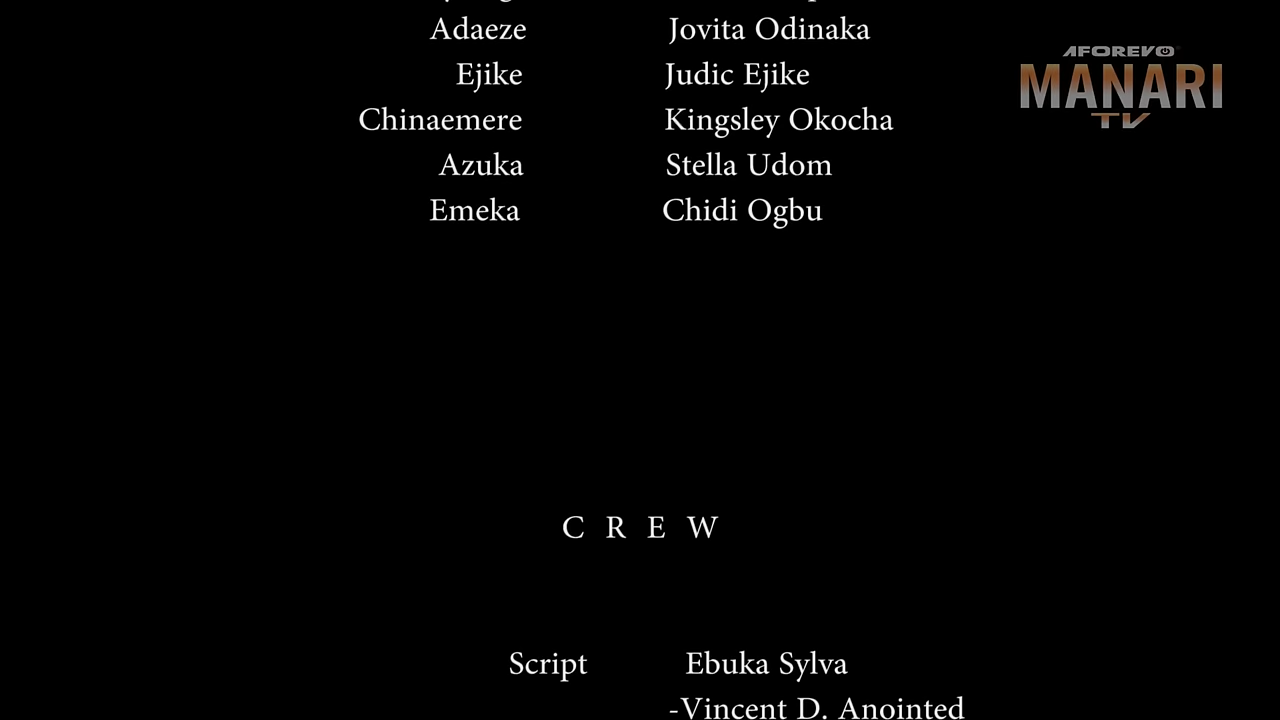 Adaeze Jovita Odinaka
Ejike Judic Ejike
Chinaemere Kingsley Okocha
Azuka Stella Udom
Emeka Chidi Ogbu
C R E W
Script Ebuka Sylva
-Vincent D. Anointed
AFOREVO
MANARI
TV